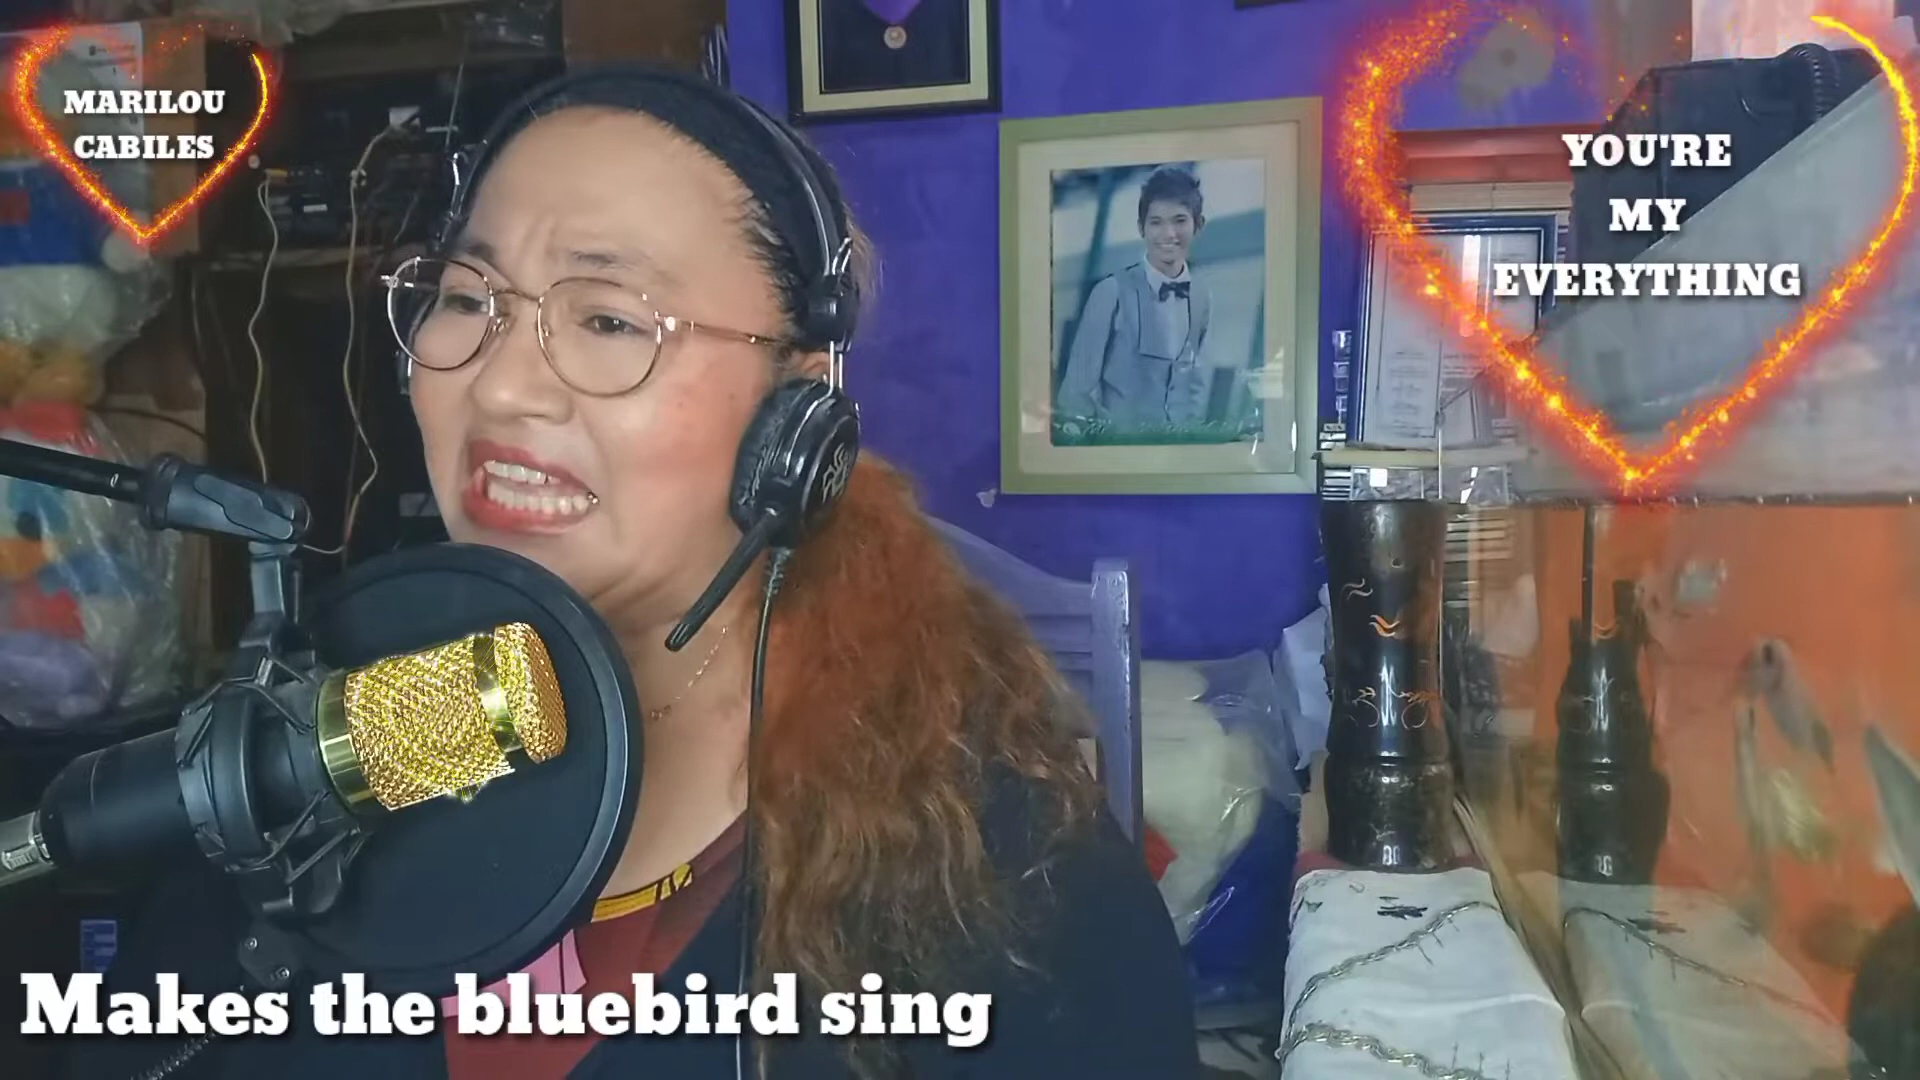 MARILOU
CABILES
YOU'RE
MY
EVERYTHING
Makes the bluebird sing